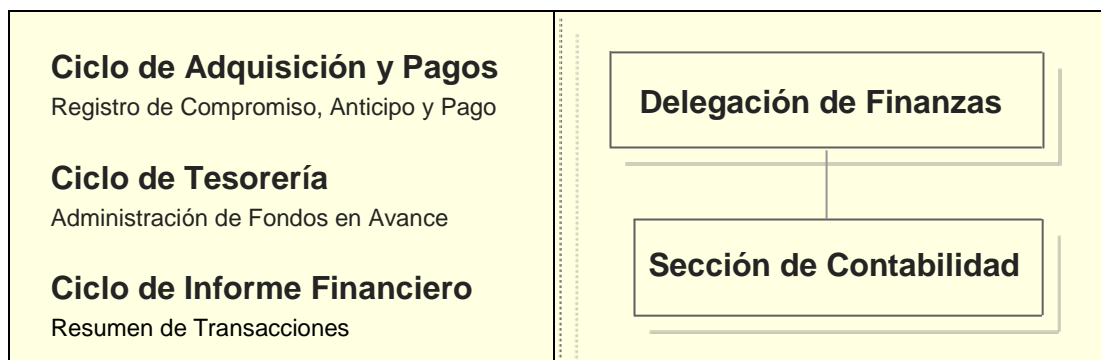 Ciclo de Adquisición y Pagos
Registro de Compromiso, Anticipo y Pago
Ciclo de Tesorería
Administración de Fondos en Avance
Ciclo de Informe Financiero
Resumen de Transacciones
Delegación de Finanzas
Sección de Contabilidad